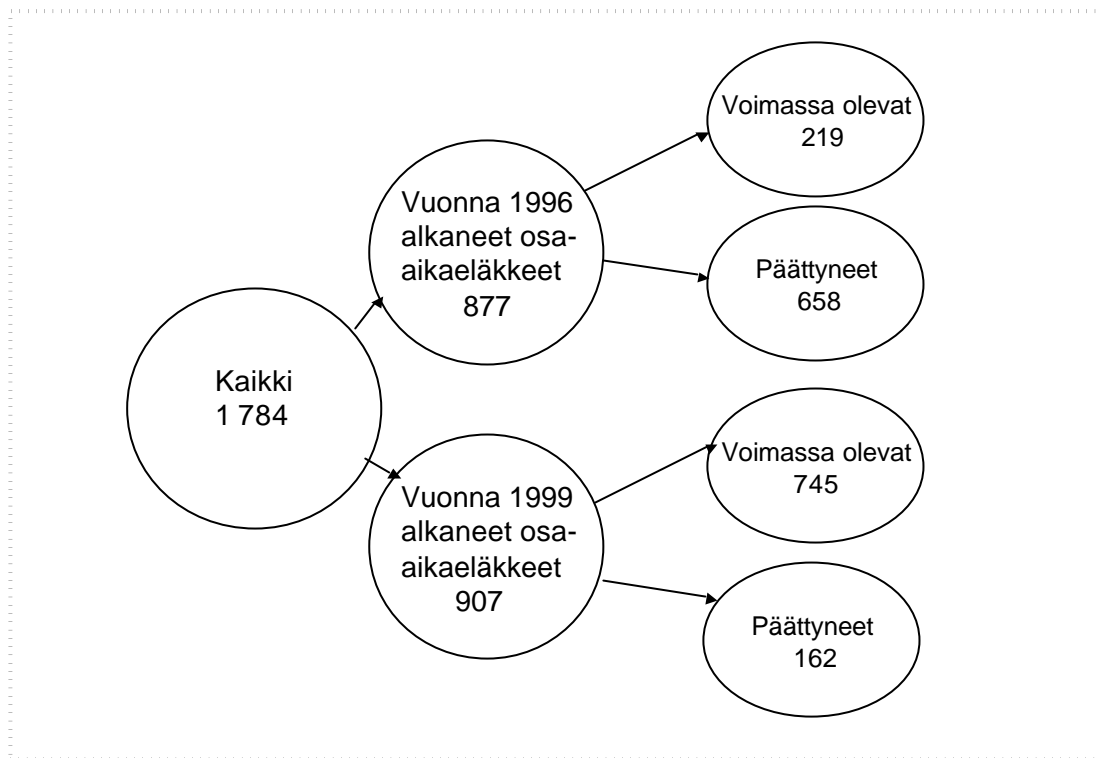 Kaikki
1 784
Vuonna 1996
alkaneet osa-
aikaeläkkeet
877
Voimassa olevat
219
Päättyneet
658
Vuonna 1999
alkaneet osa-
aikaeläkkeet
907
Voimassa olevat
745
Päättyneet
162